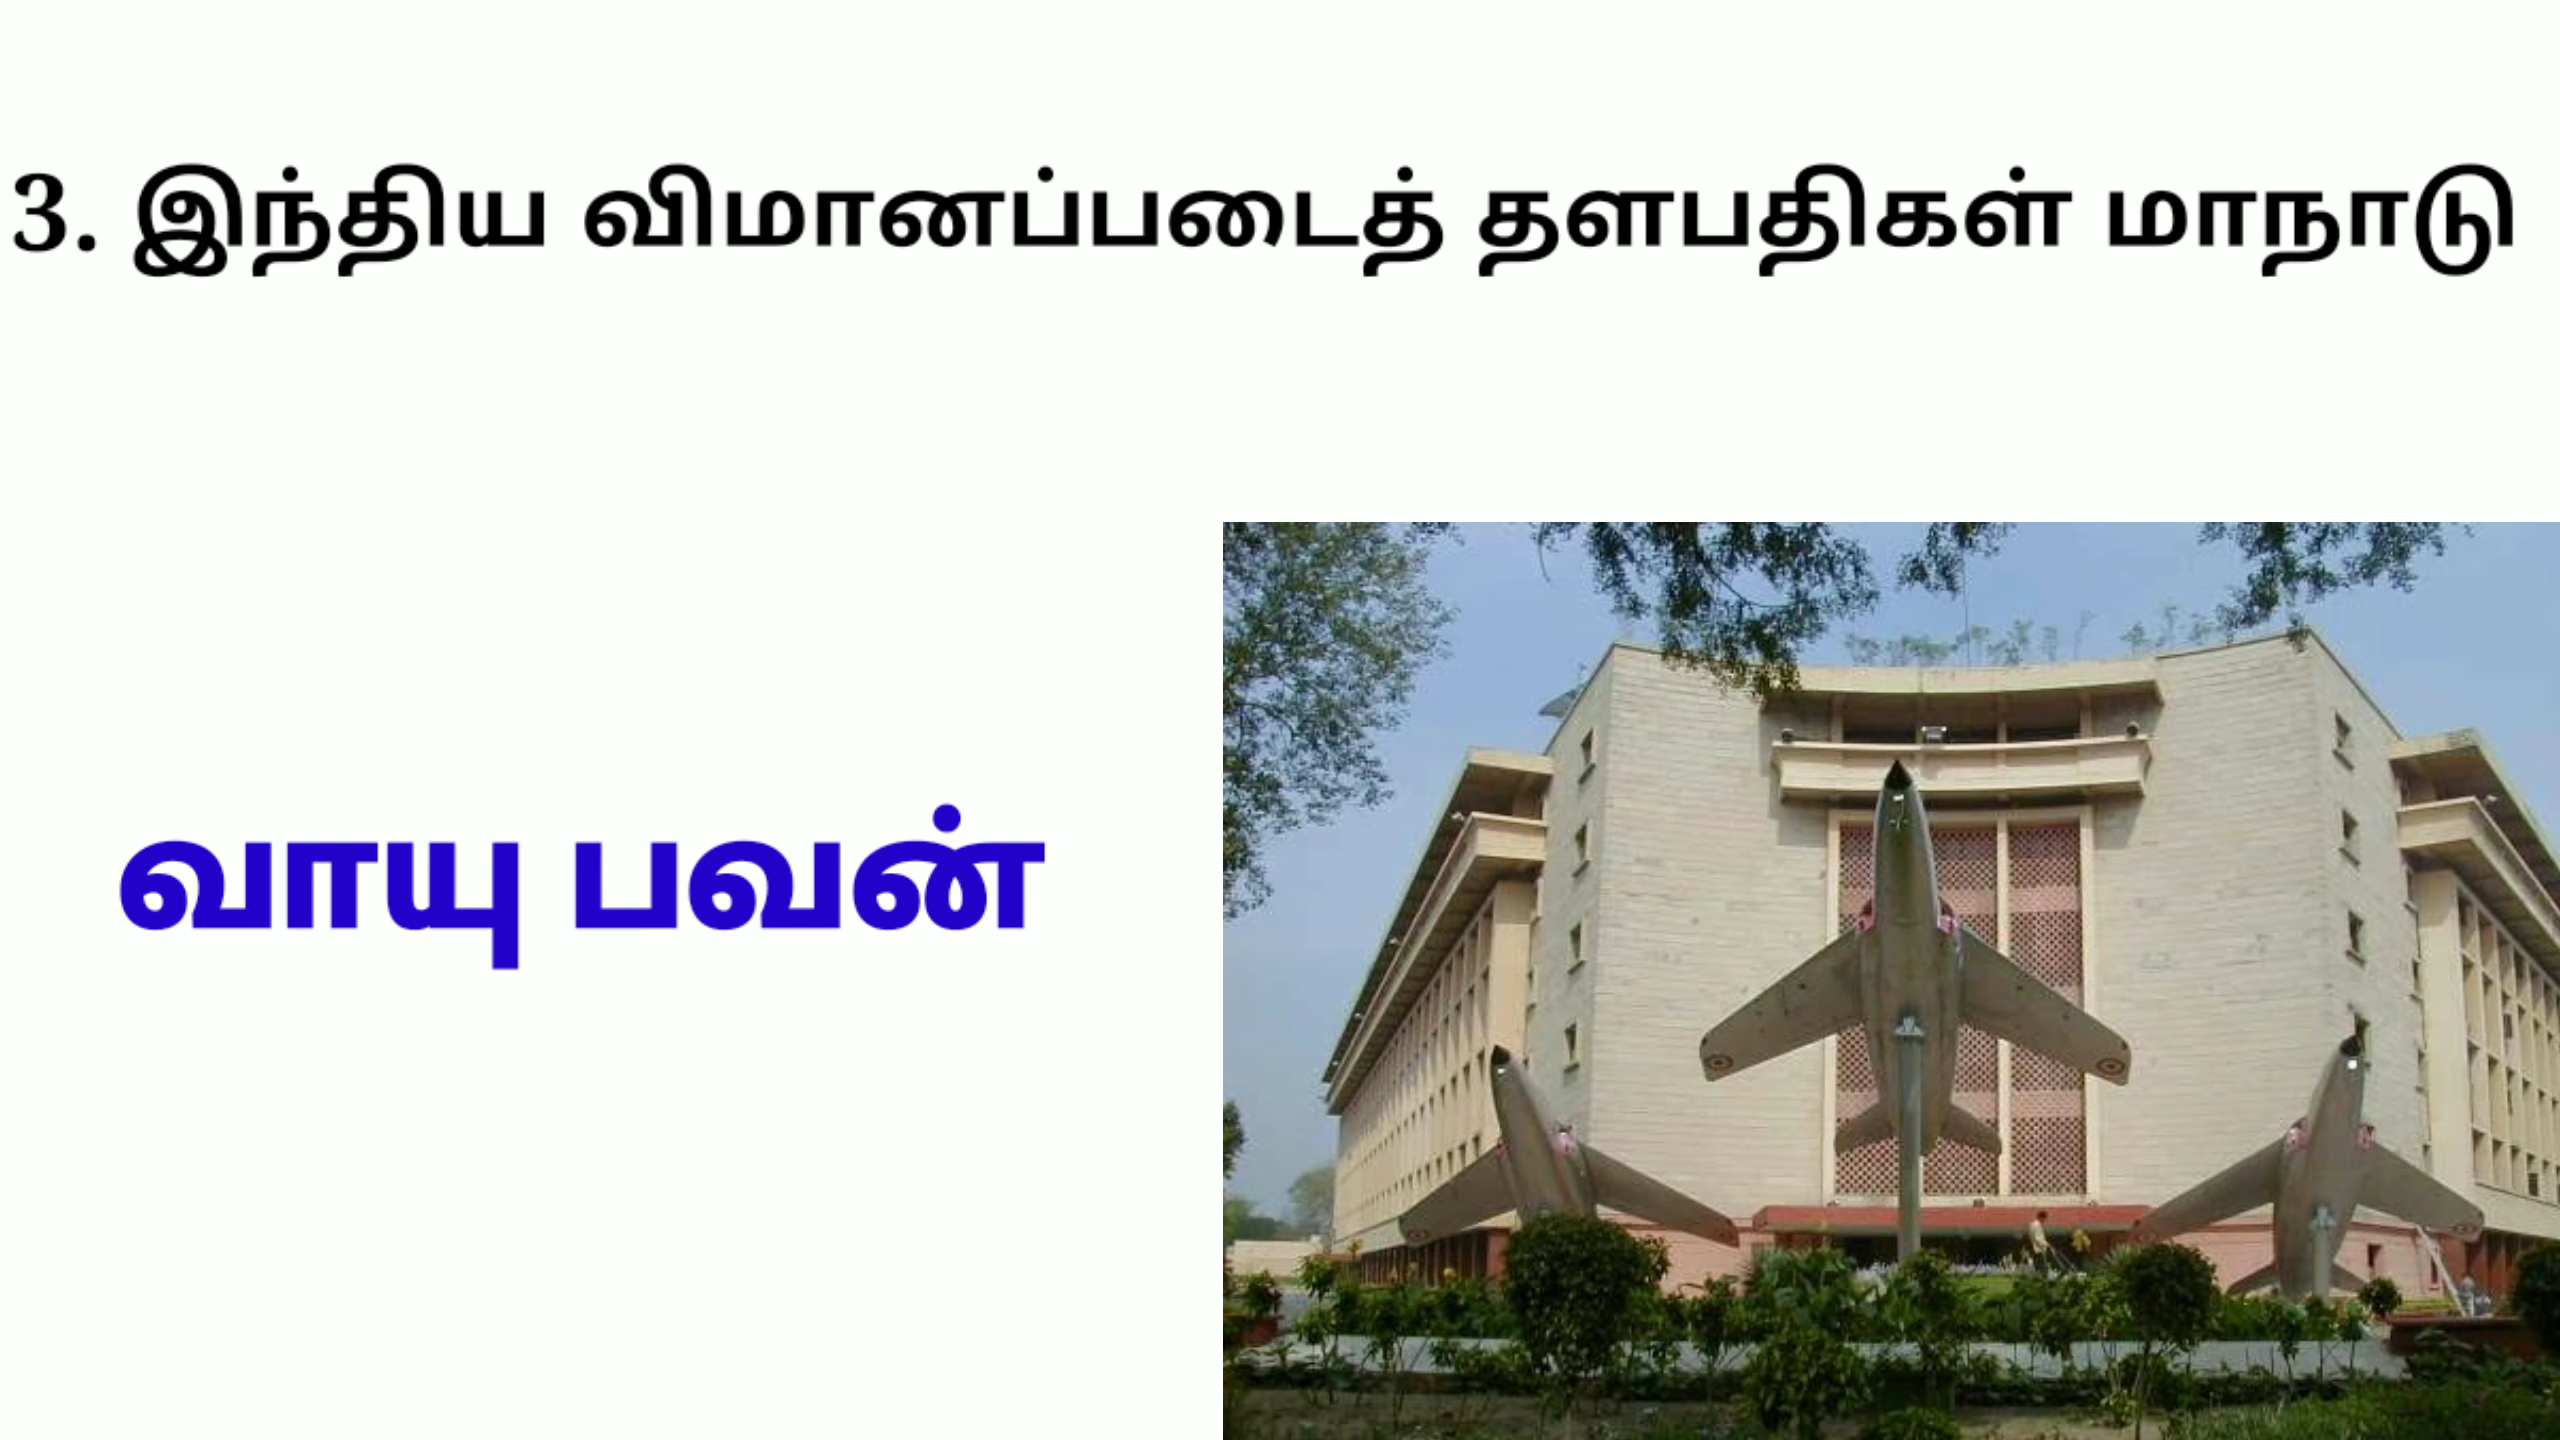 3. இந்திய விமானப்படைத் தளபதிகள் மாநாடு
வாயு பவன்